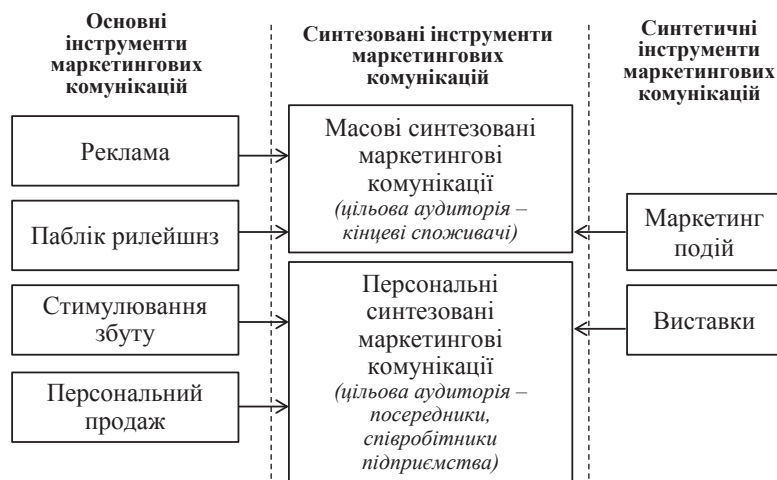 Основні
інструменти
маркетингових
комунікацій
Синтезовані інструменти
маркетингових
комунікацій
Синтетичні
інструменти
маркетингових
комунікацій
Реклама
Паблік рилейшнз
Стимулювання
збуту
Персональний
продаж
Масові синтезовані
маркетингові
комунікації
(цільова аудиторія –
кінцеві споживачі)
Персональні
синтезовані
маркетингові
комунікації
(цільова аудиторія –
посередники,
співробітники
підприємства)
Маркетинг
подій
Виставки